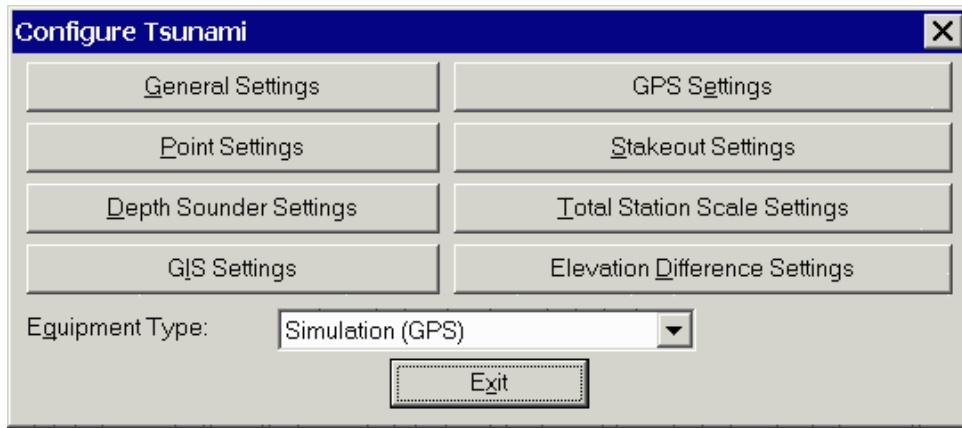 Configure Tsunami
General Settings
GPS Settings
Point Settings
Stakeout Settings
Depth Sounder Settings
Total Station Scale Settings
GIS Settings
Elevation Difference Settings
Equipment Type:
Simulation (GPS)
Exit